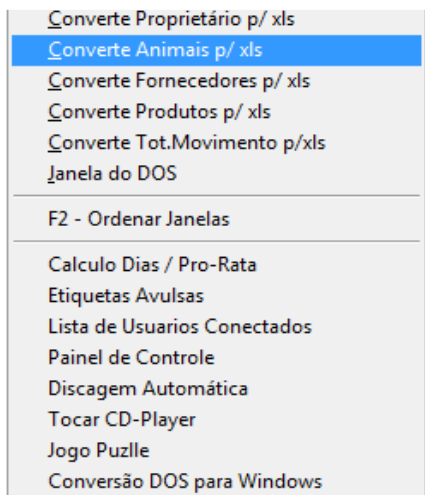 Converte Proprietário p/ xls
Converte Animais p/ xls
Converte Fornecedores p/ xls
Converte Produtos p/ xls
Converte Tot.Movimento p/xls
Janela do DOS
F2 - Ordenar Janelas
Calculo Dias / Pro-Rata
Etiquetas Avulsas
Lista de Usuarios Conectados
Painel de Controle
Discagem Automática
Tocar CD-Player
Jogo Puzlle
Conversão DOS para Windows